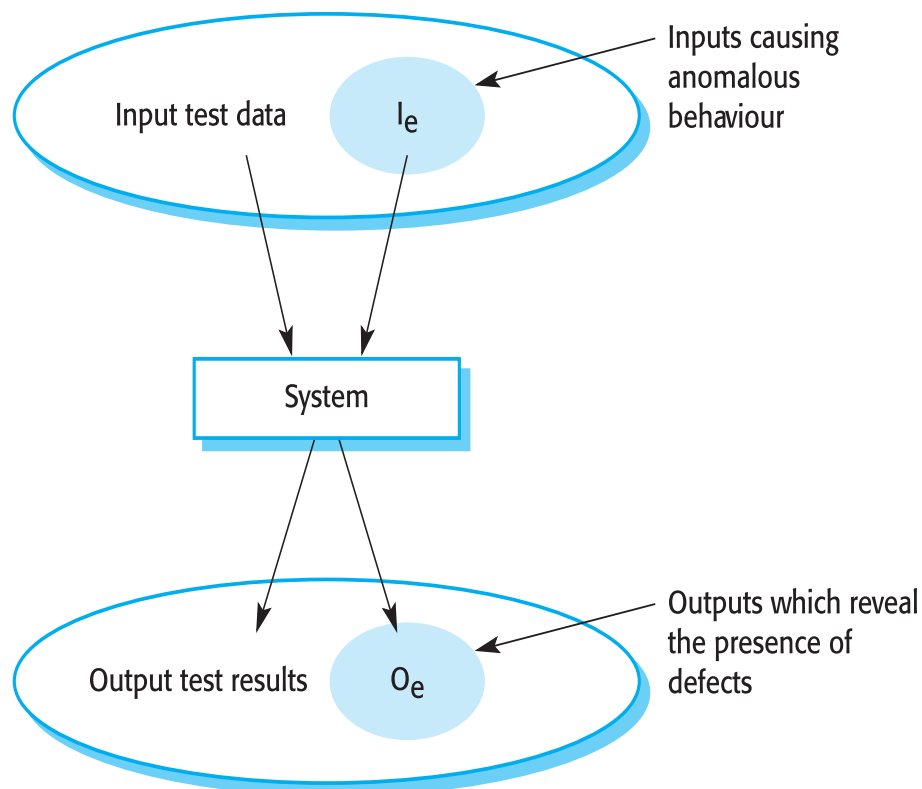 Inputs causing
anomalous
behaviour
Input test data
Ie
System
Outputs which reveal
the presence of
defects
Output test results
Oe